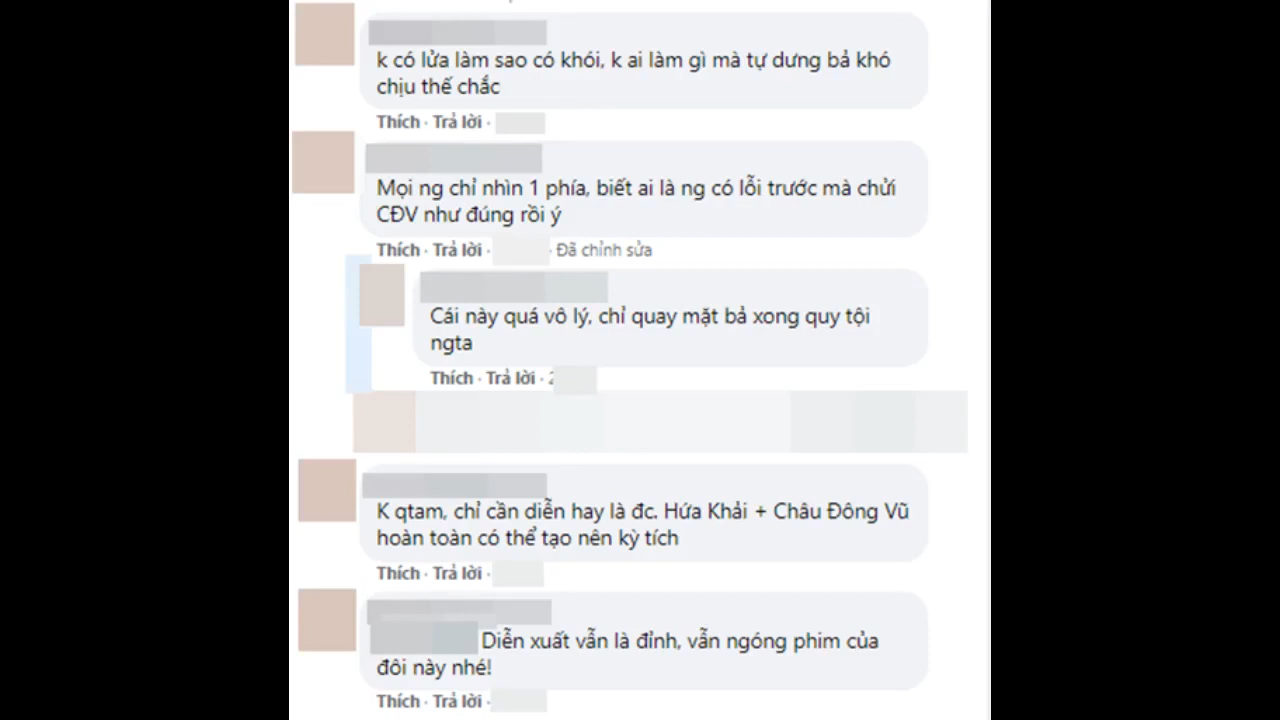 k có lửa làm sao có khói, k ai làm gì mà tự dưng bả khó
chịu thế chắc
Thích · Trả lời ·
Mọi ng chỉ nhìn 1 phía, biết ai là ng có lỗi trước mà chửi
CĐV như đúng rồi ý
Thích · Trả lời · · Đã chỉnh sửa
Cái này quá vô lý, chỉ quay mặt bả xong quy tội
ngta
Thích · Trả lời · 2
K qtam, chỉ cần diễn hay là đc. Hứa Khải + Châu Đông Vũ
hoàn toàn có thể tạo nên kỳ tích
Thích · Trả lời ·
Diễn xuất vẫn là đỉnh, vẫn ngóng phim của
đôi này nhé!
Thích · Trả lời ·